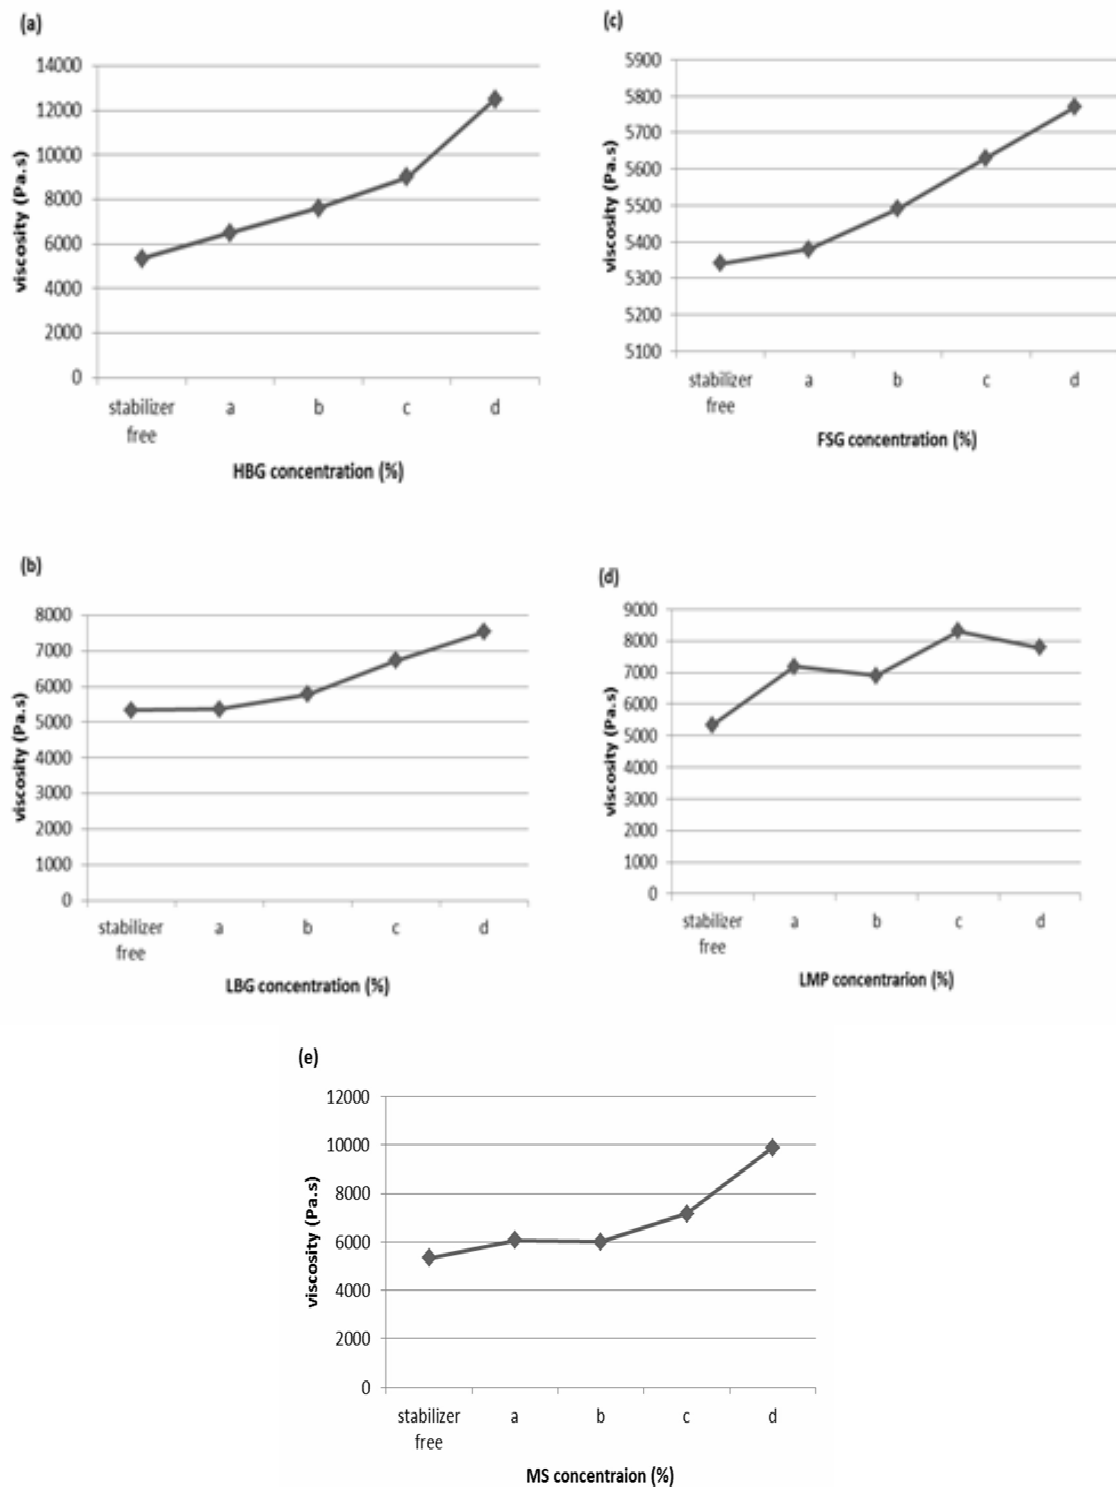 (a)
14000
12000
10000
8000
6000
4000
2000
0
viscosity (Pa.s)
stabilizer free
a
b
c
d
HBG concentration (%)
(c)
5900
5800
5700
5600
5500
5400
5300
5200
5100
viscosity (Pa.s)
stabilizer free
a
b
c
d
FSG concentration (%)
(b)
8000
7000
6000
5000
4000
3000
2000
1000
0
viscosity (Pa.s)
stabilizer free
a
b
c
d
LBG concentration (%)
(d)
9000
8000
7000
6000
5000
4000
3000
2000
1000
0
viscosity (Pa.s)
stabilizer free
a
b
c
d
LMP concentrarion (%)
(e)
12000
10000
8000
6000
4000
2000
0
viscosity (Pa.s)
stabilizer free
a
b
c
d
MS concentraion (%)